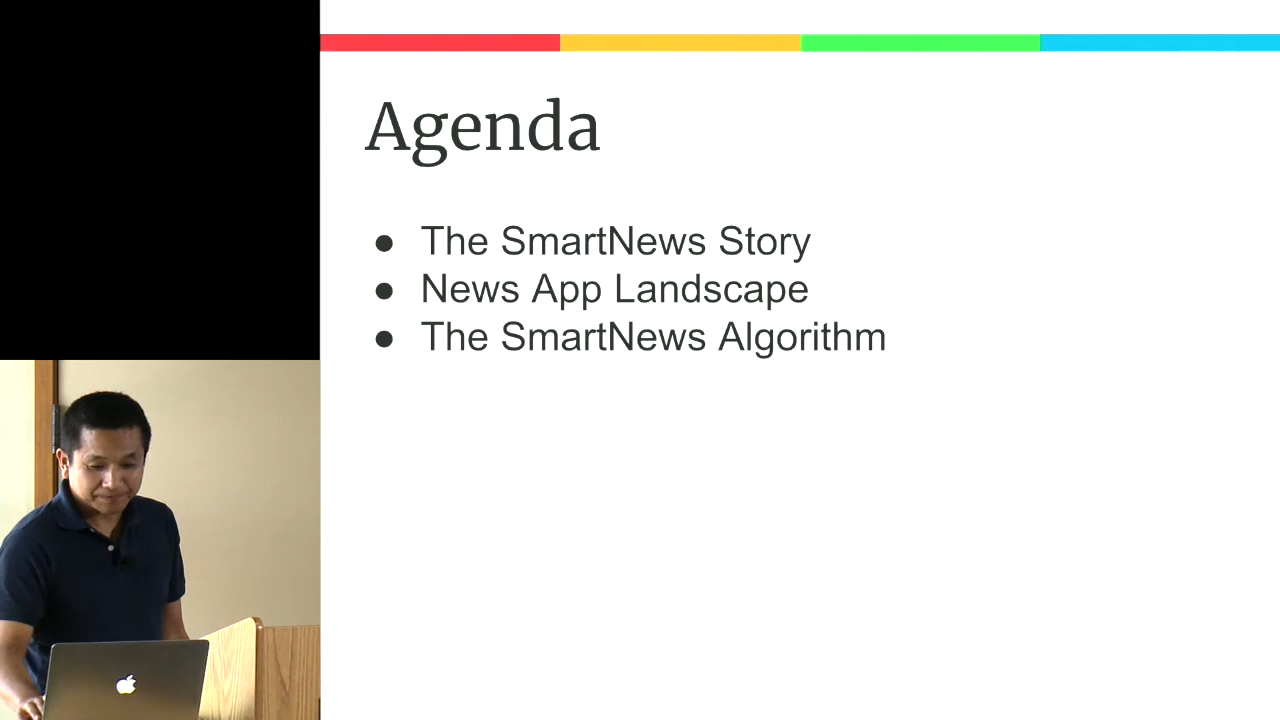 Agenda
● The SmartNews Story
● News App Landscape
● The SmartNews Algorithm